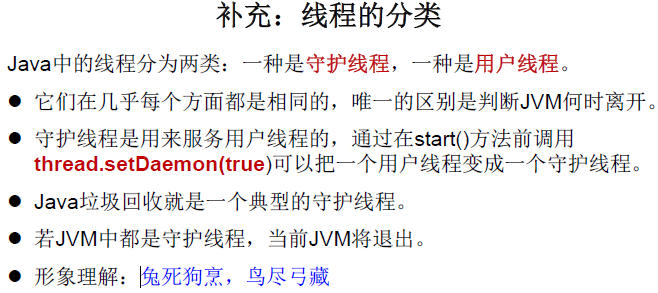 补充：线程的分类
Java中的线程分为两类：一种是守护线程，一种是用户线程。
● 它们在几乎每个方面都是相同的，唯一的区别是判断JVM何时离开。
● 守护线程是用来服务用户线程的，通过在start()方法前调用
thread.setDaemon(true)可以把一个用户线程变成一个守护线程。
● Java垃圾回收就是一个典型的守护线程。
● 若JVM中都是守护线程，当前JVM将退出。
● 形象理解：兔死狗烹，鸟尽弓藏